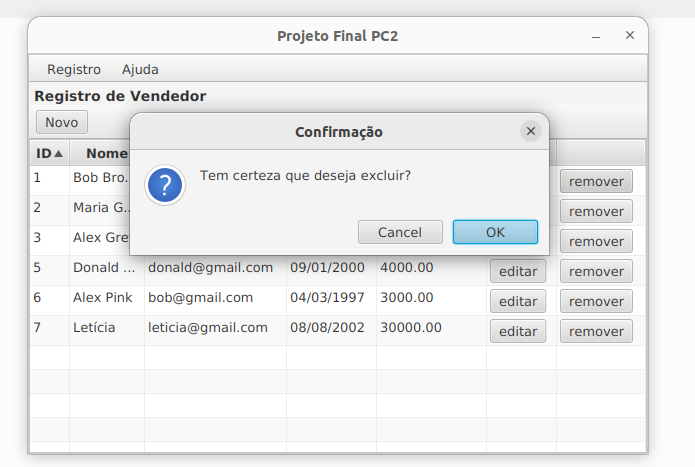 Projeto Final PC2
Registro Ajuda
Registro de Vendedor
Novo
Confirmação
Tem certeza que deseja excluir?
Cancel OK
ID Nome
1 Bob Bro... remover
2 Maria G... remover
3 Alex Gre remover
5 Donald ... donald@gmail.com 09/01/2000 4000.00 editar remover
6 Alex Pink bob@gmail.com 04/03/1997 3000.00 editar remover
7 Letícia leticia@gmail.com 08/08/2002 30000.00 editar remover